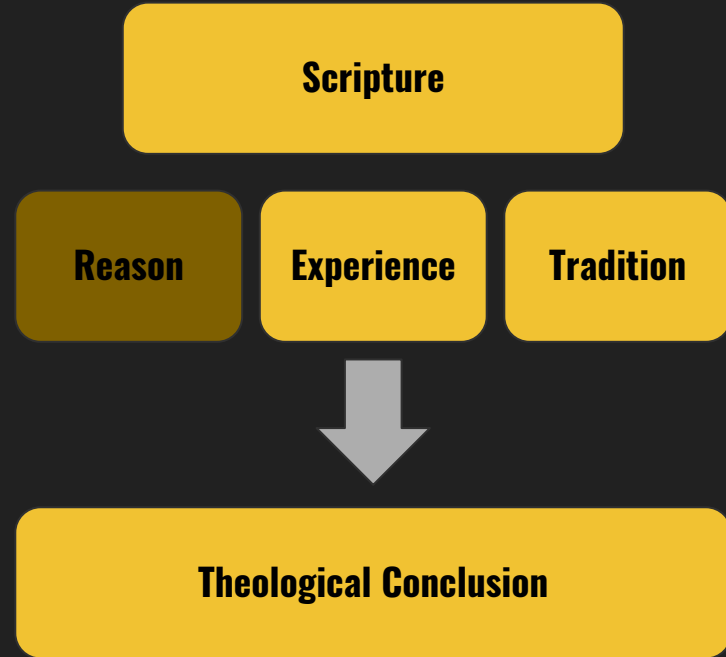 Scripture
Reason
Experience
Tradition
Theological Conclusion